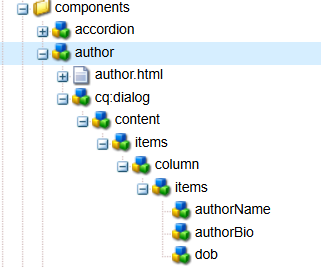 components
accordion
author
author.html
cq:dialog
content
items
column
items
authorName
authorBio
dob